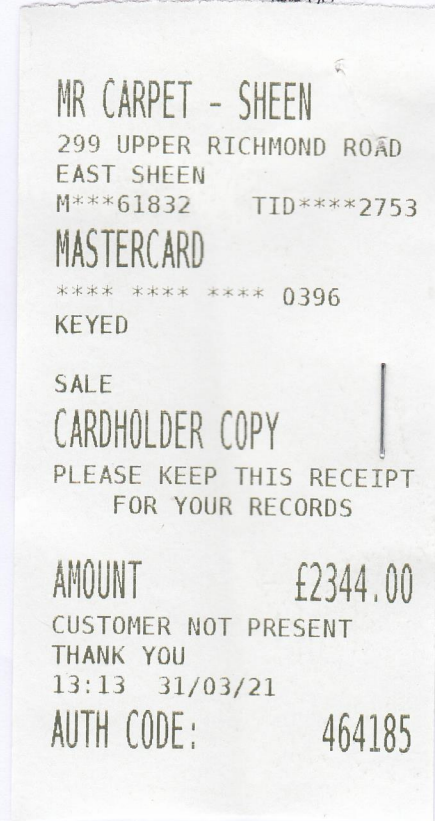 MR CARPET - SHEEN
299 UPPER RICHMOND ROAD
EAST SHEEN
M***61832 TID****2753
MASTERCARD
**** **** **** 0396
KEYED
SALE
CARDHOLDER COPY
PLEASE KEEP THIS RECEIPT
FOR YOUR RECORDS
AMOUNT £2344.00
CUSTOMER NOT PRESENT
THANK YOU
13:13 31/03/21
AUTH CODE: 464185